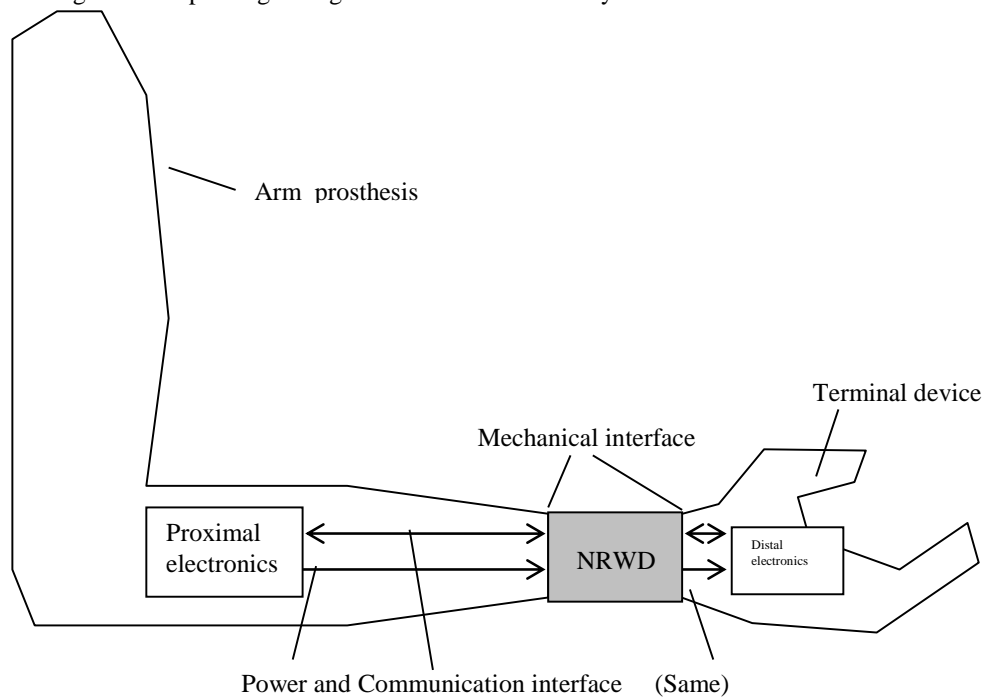 Arm prosthesis
Terminal device
Mechanical interface
Proximal
electronics
NRWD
Distal
electronics
Power and Communication interface (Same)